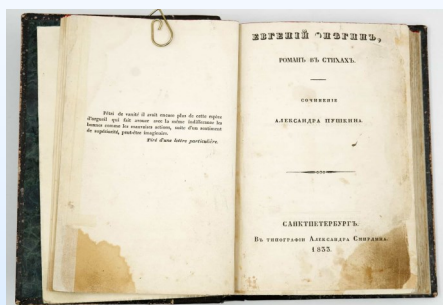 Pétri de vanité il avait encore plus de cette espèce
d'orgueil qui fait avouer avec la même indifférence les
bonnes comme les mauvaises actions, suite d'un sentiment
de supériorité, peut-être imaginaire.
Tiré d'une lettre particulière.
ЕВГЕНІЙ ОНѢГИНЪ,
РОМАНЪ ВЪ СТИХАХЪ.
СОЧИНЕНІЕ
АЛЕКСАНДРА ПУШКИНА.
САНКТПЕТЕРБУРГЪ.
Въ типографіи Александра Смирдина.
1833.